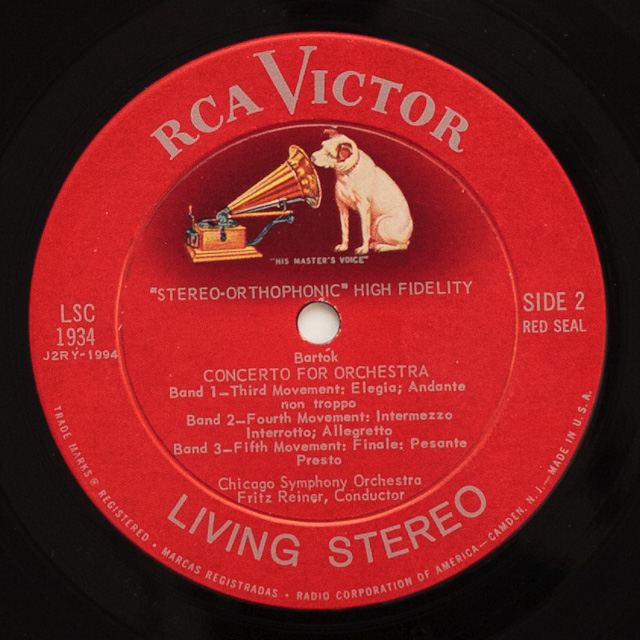 RCA VICTOR
"HIS MASTER'S VOICE"
"STEREO-ORTHOPHONIC" HIGH FIDELITY
LSC
1934
J2RY-1994
SIDE 2
RED SEAL
Bartók
CONCERTO FOR ORCHESTRA
Band 1—Third Movement: Elegia; Andante
non troppo
Band 2—Fourth Movement: Intermezzo
Interrotto; Allegretto
Band 3—Fifth Movement: Finale: Pesante
Presto
Chicago Symphony Orchestra
Fritz Reiner, Conductor
LIVING STEREO
TRADE MARKS ® REGISTERED • MARCAS REGISTRADAS • RADIO CORPORATION OF AMERICA—CAMDEN, N. J.—MADE IN U.S.A.